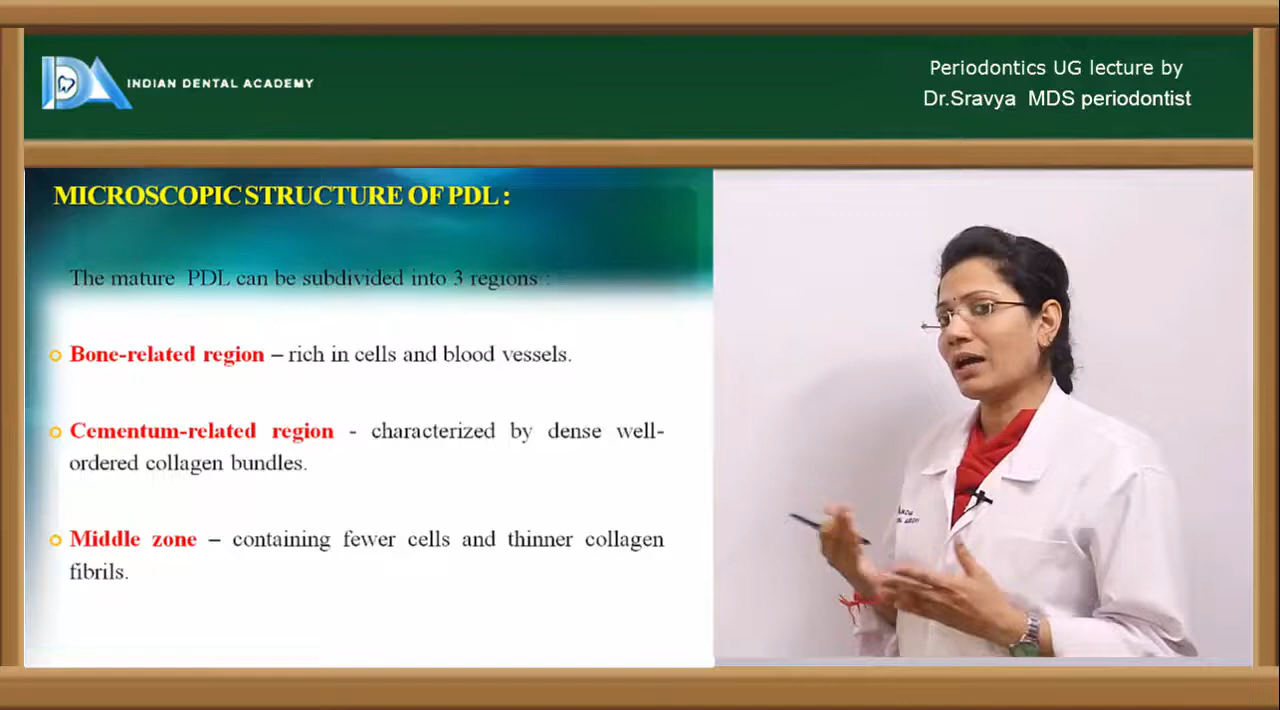 INDIAN DENTAL ACADEMY
Periodontics UG lecture by
Dr.Sravya MDS periodontist
MICROSCOPIC STRUCTURE OF PDL :
The mature PDL can be subdivided into 3 regions :
Bone-related region – rich in cells and blood vessels.
Cementum-related region - characterized by dense well-
ordered collagen bundles.
Middle zone – containing fewer cells and thinner collagen
fibrils.